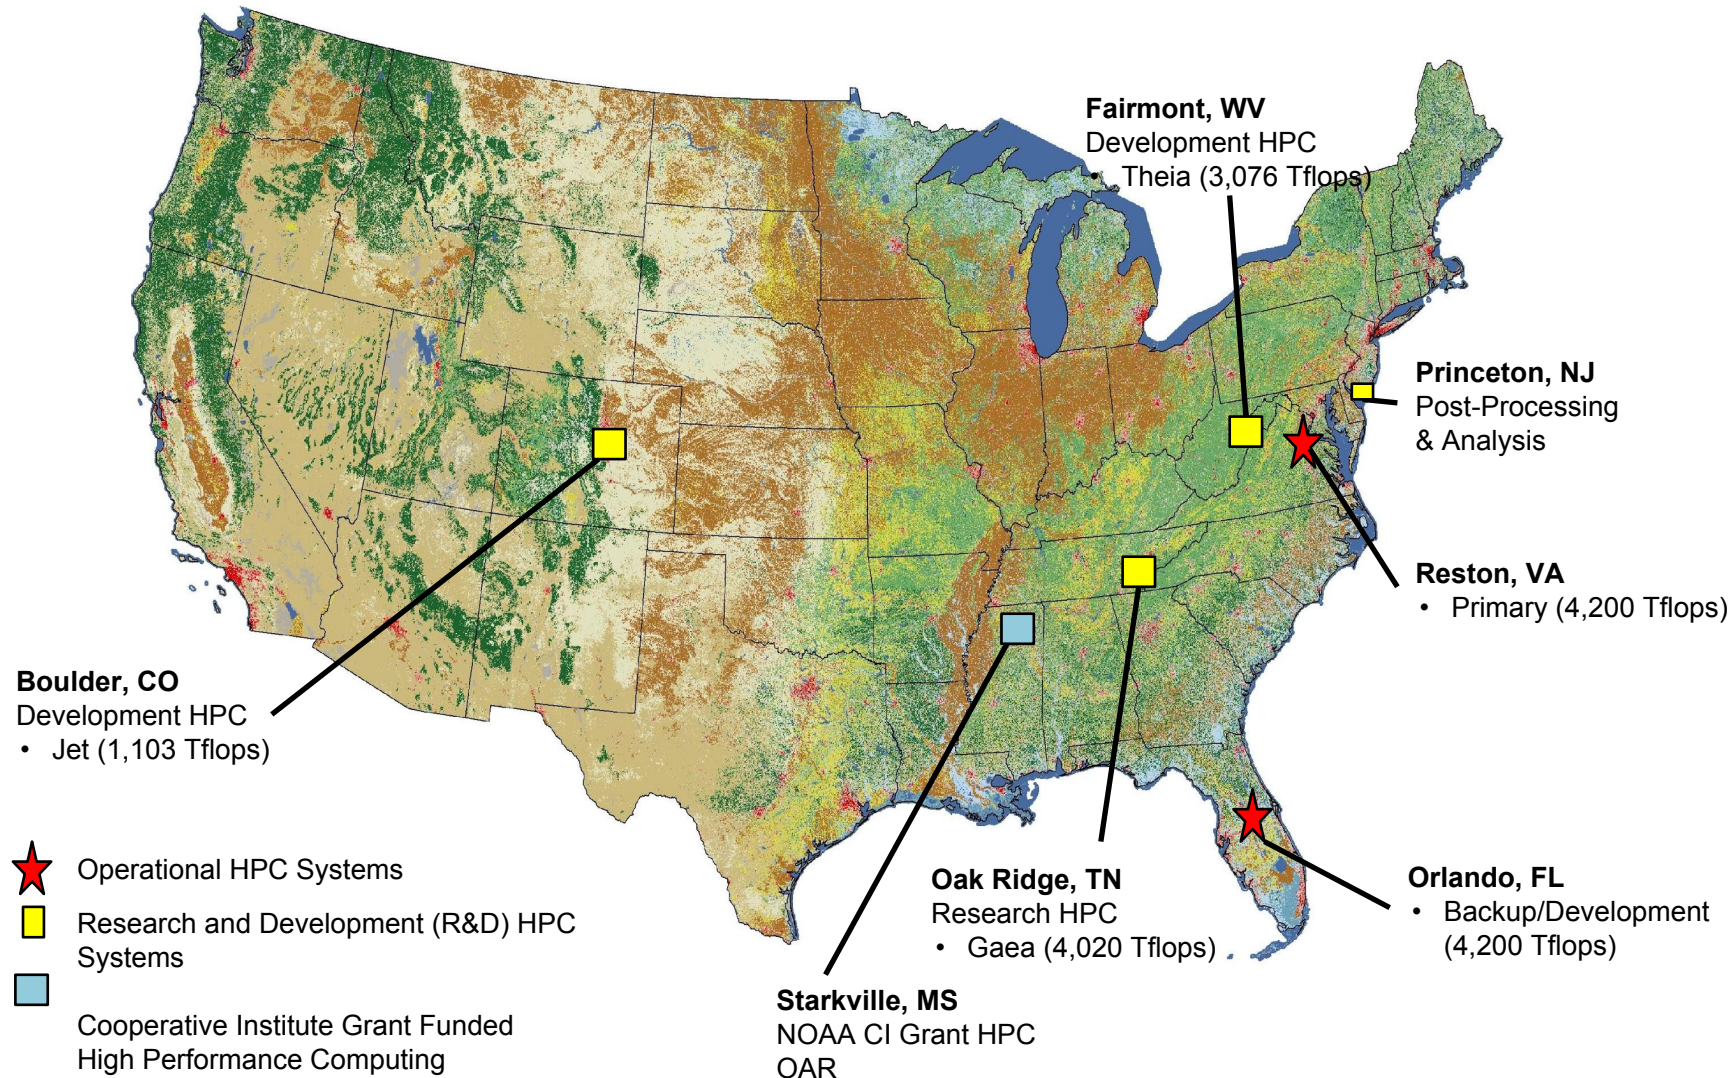 Fairmont, WV
Development HPC
• Theia (3,076 Tflops)
Princeton, NJ
Post-Processing
& Analysis
Reston, VA
• Primary (4,200 Tflops)
Boulder, CO
Development HPC
• Jet (1,103 Tflops)
Oak Ridge, TN
Research HPC
• Gaea (4,020 Tflops)
Orlando, FL
• Backup/Development
(4,200 Tflops)
Starkville, MS
NOAA CI Grant HPC
OAR
Operational HPC Systems
Research and Development (R&D) HPC
Systems
Cooperative Institute Grant Funded
High Performance Computing